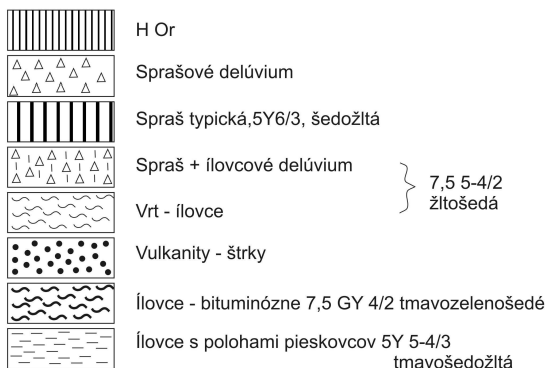 H Or
Sprašové delúvium
Spraš typická,5Y6/3, šedožltá
Spraš + ílovcové delúvium
7,5 5-4/2
žltošedá
Vrt - ílovce
Vulkanity - štrky
Ílovce - bituminózne 7,5 GY 4/2 tmavozelenošedé
Ílovce s polohami pieskovcov 5Y 5-4/3
tmavošedožltá